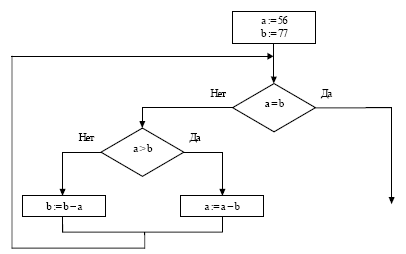 a := 56
b := 77
Нет
Да
a = b
Нет
Да
a > b
b := b – a
a := a – b